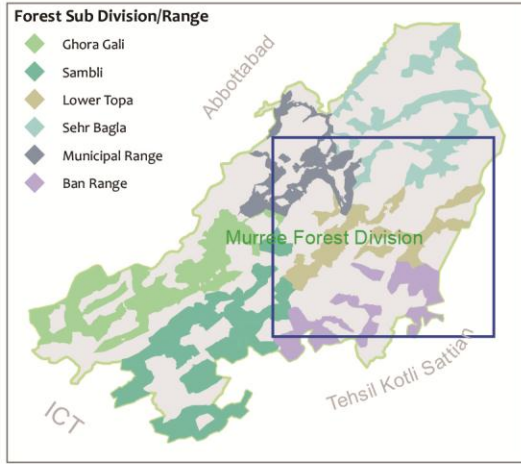 Forest Sub Division/Range
Ghora Gali
Sambli
Lower Topa
Sehr Bagla
Municipal Range
Ban Range
Abbottabad
Murree Forest Division
Tehsil Kotli Sattian
ICT